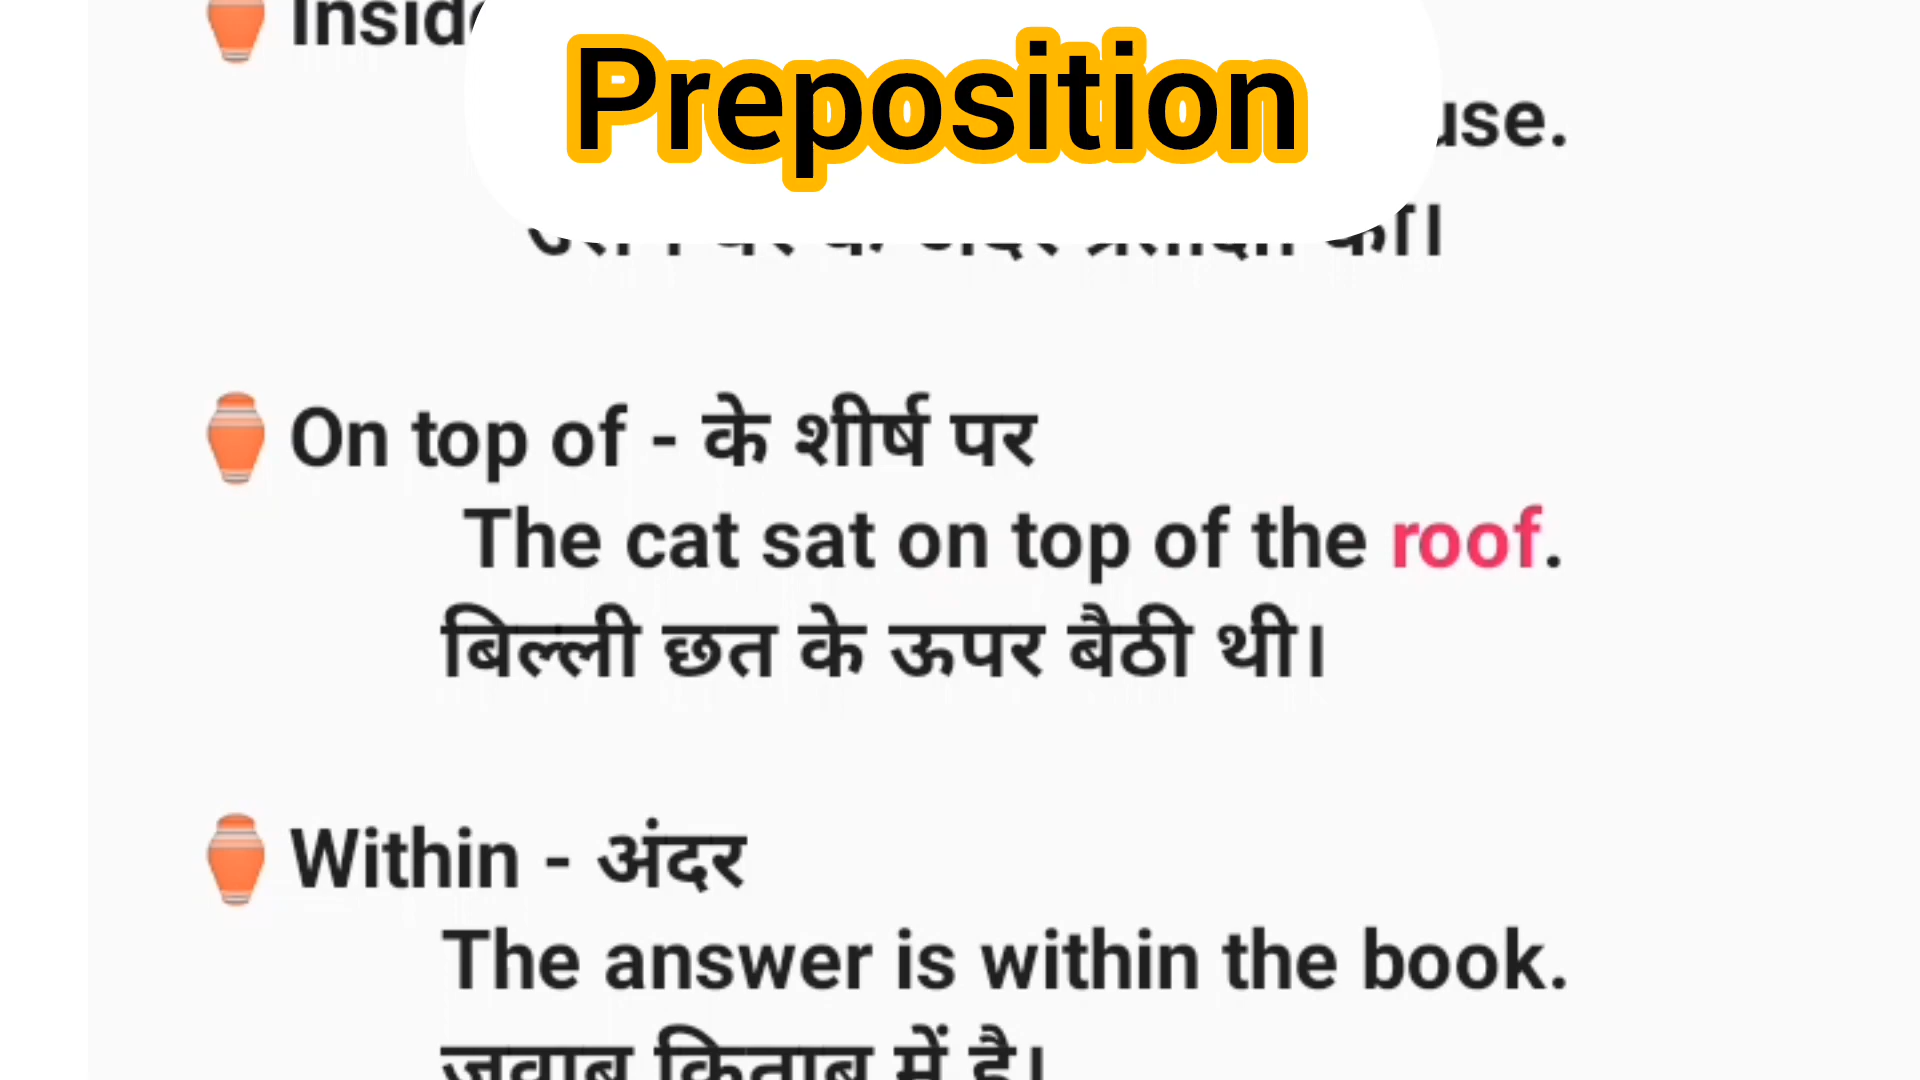 Preposition
On top of - के शीर्ष पर
The cat sat on top of the roof.
बिल्ली छत के ऊपर बैठी थी।
Within - अंदर
The answer is within the book.
जवाब किताब में है।